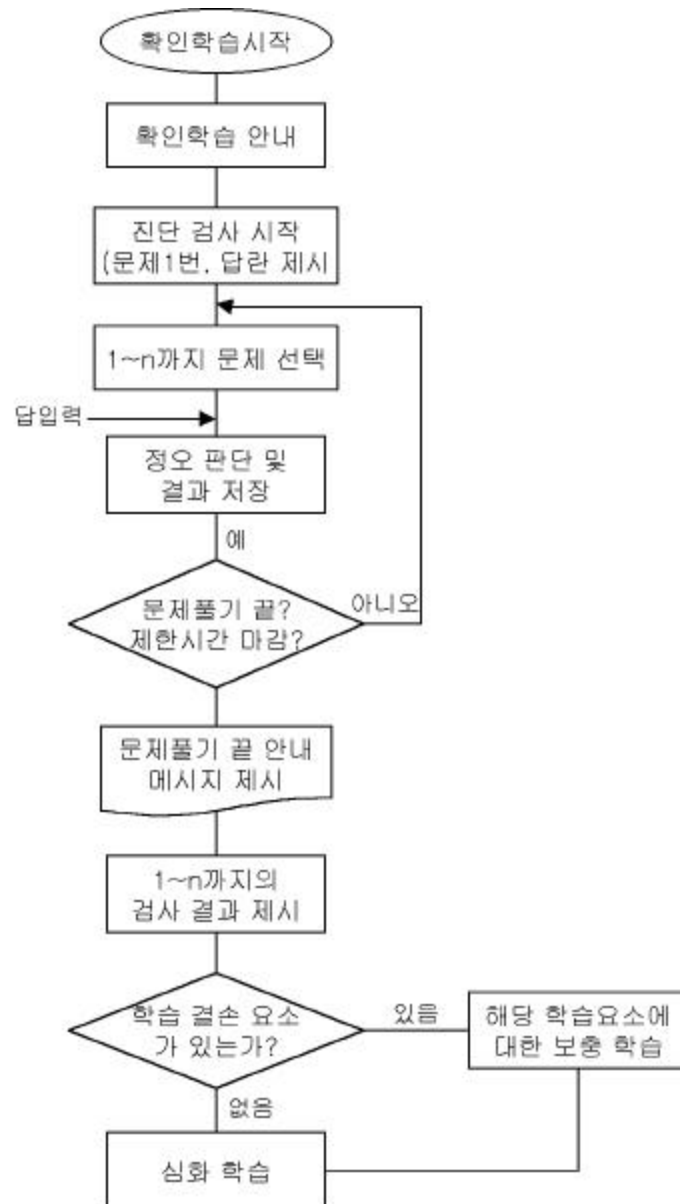 확인학습시작
확인학습 안내
진단 검사 시작
(문제1번, 답란 제시
1~n까지 문제 선택
답입력
정오 판단 및
결과 저장
예
문제풀기 끝?
제한시간 마감?
아니오
문제풀기 끝 안내
메시지 제시
1~n까지의
검사 결과 제시
학습 결손 요소
가 있는가?
있음
해당 학습요소에
대한 보충 학습
없음
심화 학습